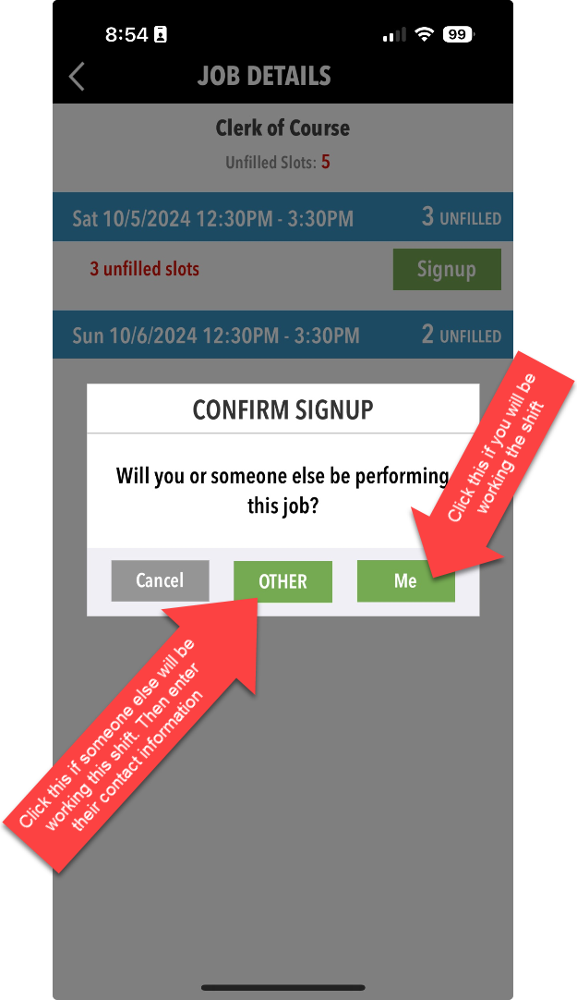 8:54
99
JOB DETAILS
Clerk of Course
Unfilled Slots: 5
Sat 10/5/2024 12:30PM - 3:30PM 3 UNFILLED
3 unfilled slots Signup
Sun 10/6/2024 12:30PM - 3:30PM 2 UNFILLED
Click this if you will be
working the shift
CONFIRM SIGNUP
Will you or someone else be performing
this job?
Cancel OTHER Me
Click this if someone else will be
working this shift. Then enter
their contact information